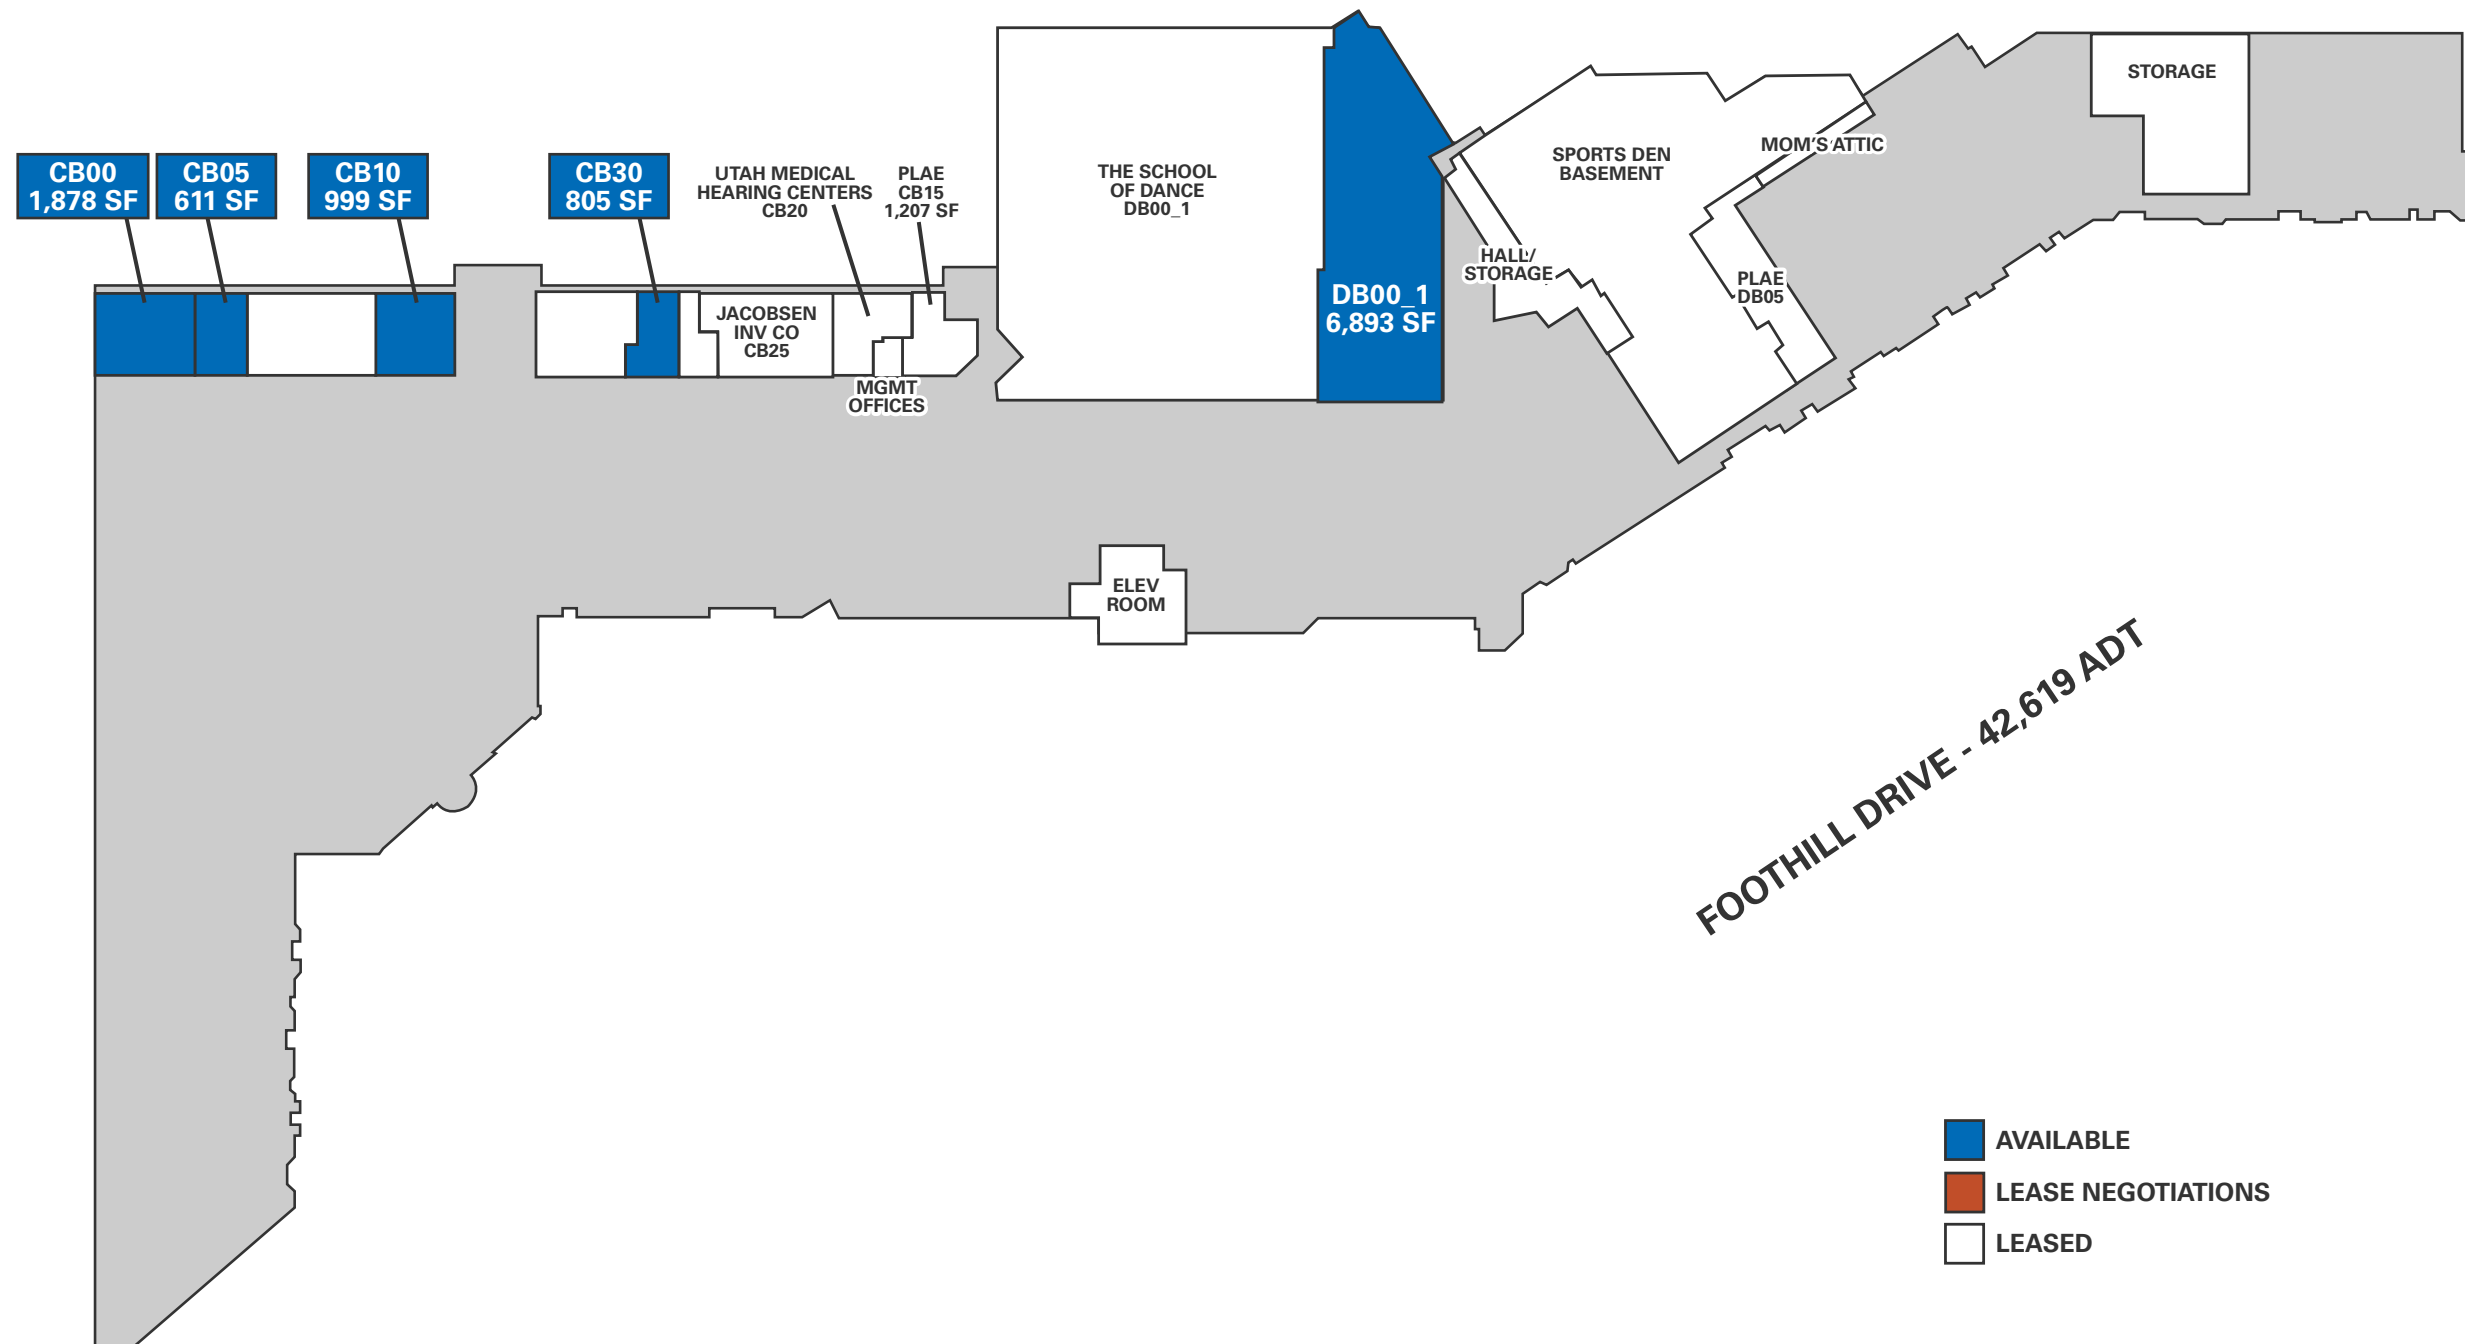 CB00
1,878 SF
CB05
611 SF
CB10
999 SF
CB30
805 SF
UTAH MEDICAL
HEARING CENTERS
CB20
PLAE
CB15
1,207 SF
JACOBSEN
INV CO
CB25
MGMT
OFFICES
THE SCHOOL
OF DANCE
DB00_1
DB00_1
6,893 SF
HALL/
STORAGE
SPORTS DEN
BASEMENT
MOM'S ATTIC
PLAE
DB05
STORAGE
ELEV
ROOM
FOOTHILL DRIVE - 42,619 ADT
AVAILABLE
LEASE NEGOTIATIONS
LEASED